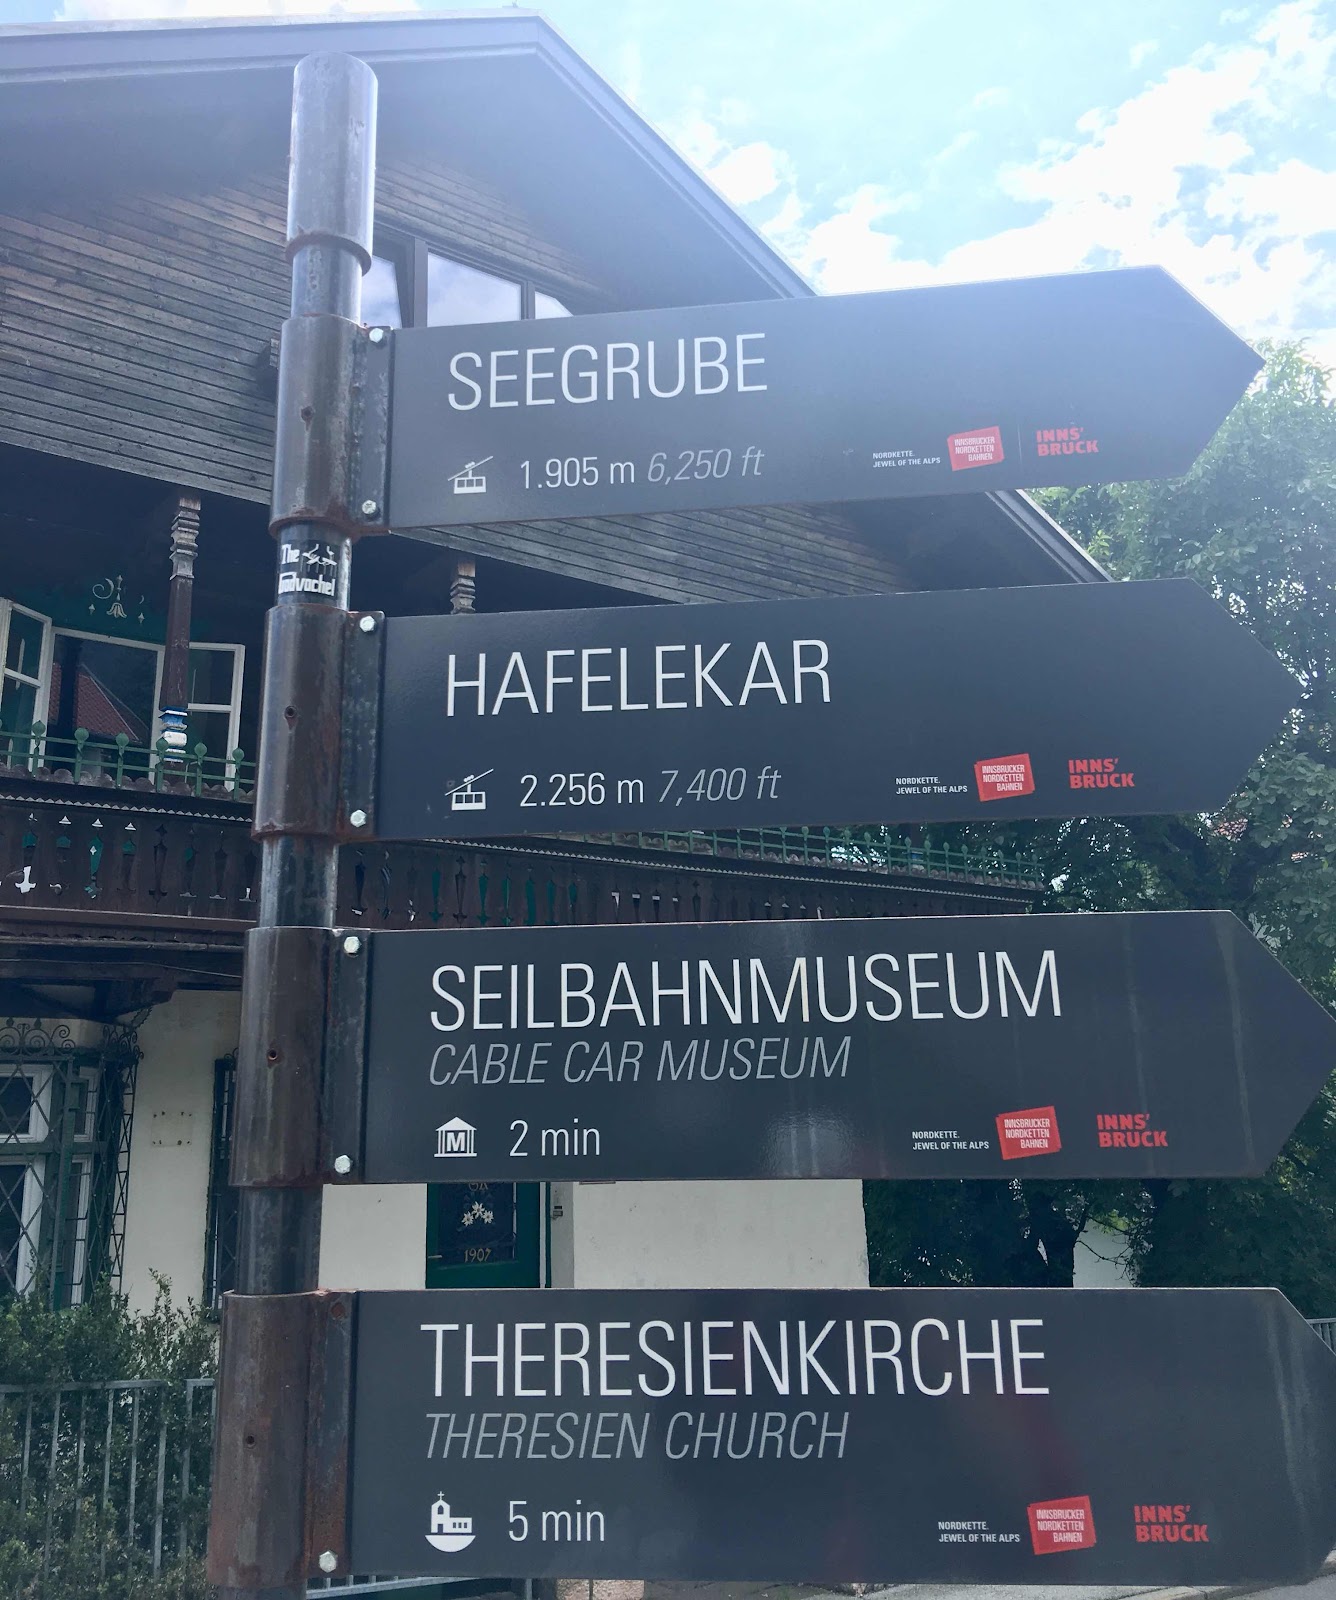 SEEGRUBE
1.905 m 6,250 ft
NORDKETTE.
JEWEL OF THE ALPS
INNSBRUCKER
NORDKETTEN
BAHNEN
INNS'
BRUCK
The
HAFELEKAR
2.256 m 7,400 ft
NORDKETTE.
JEWEL OF THE ALPS
INNSBRUCKER
NORDKETTEN
BAHNEN
INNS'
BRUCK
SEILBAHNMUSEUM
CABLE CAR MUSEUM
M 2 min
NORDKETTE.
JEWEL OF THE ALPS
INNSBRUCKER
NORDKETTEN
BAHNEN
INNS'
BRUCK
1907
THERESIENKIRCHE
THERESIEN CHURCH
5 min
NORDKETTE.
JEWEL OF THE ALPS
INNSBRUCKER
NORDKETTEN
BAHNEN
INNS'
BRUCK